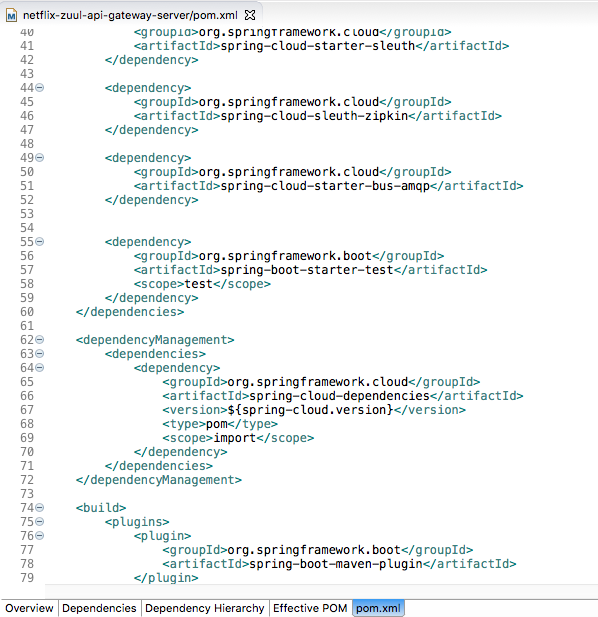 netflix-zuul-api-gateway-server/pom.xml
40 <groupId>org.springframework.cloud</groupId>
41 <artifactId>spring-cloud-starter-sleuth</artifactId>
42 </dependency>
43
44 <dependency>
45 <groupId>org.springframework.cloud</groupId>
46 <artifactId>spring-cloud-sleuth-zipkin</artifactId>
47 </dependency>
48
49 <dependency>
50 <groupId>org.springframework.cloud</groupId>
51 <artifactId>spring-cloud-starter-bus-amqp</artifactId>
52 </dependency>
53
54
55 <dependency>
56 <groupId>org.springframework.boot</groupId>
57 <artifactId>spring-boot-starter-test</artifactId>
58 <scope>test</scope>
59 </dependency>
60 </dependencies>
61
62 <dependencyManagement>
63 <dependencies>
64 <dependency>
65 <groupId>org.springframework.cloud</groupId>
66 <artifactId>spring-cloud-dependencies</artifactId>
67 <version>${spring-cloud.version}</version>
68 <type>pom</type>
69 <scope>import</scope>
70 </dependency>
71 </dependencies>
72 </dependencyManagement>
73
74 <build>
75 <plugins>
76 <plugin>
77 <groupId>org.springframework.boot</groupId>
78 <artifactId>spring-boot-maven-plugin</artifactId>
79 </plugin>
Overview Dependencies Dependency Hierarchy Effective POM pom.xml